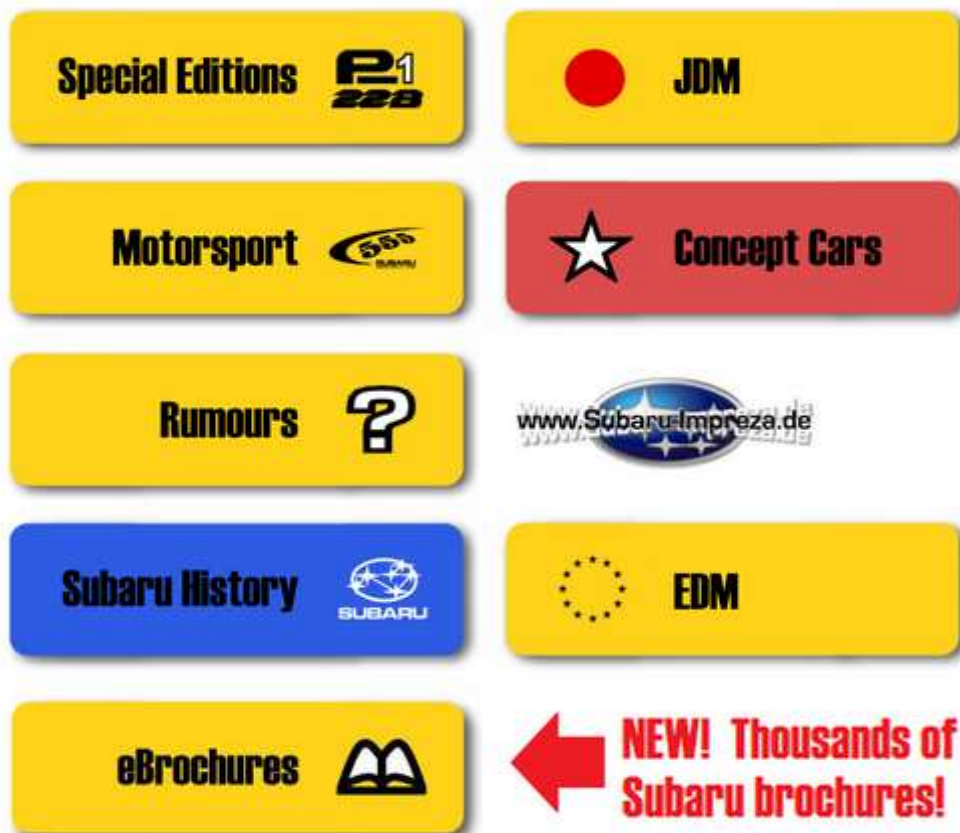 Special Editions P1
22B
JDM
Motorsport 555
SUBARU
Concept Cars
Rumours ?
www.Subaru-Impreza.de
Subaru History
SUBARU
EDM
eBrochures
NEW! Thousands of
Subaru brochures!